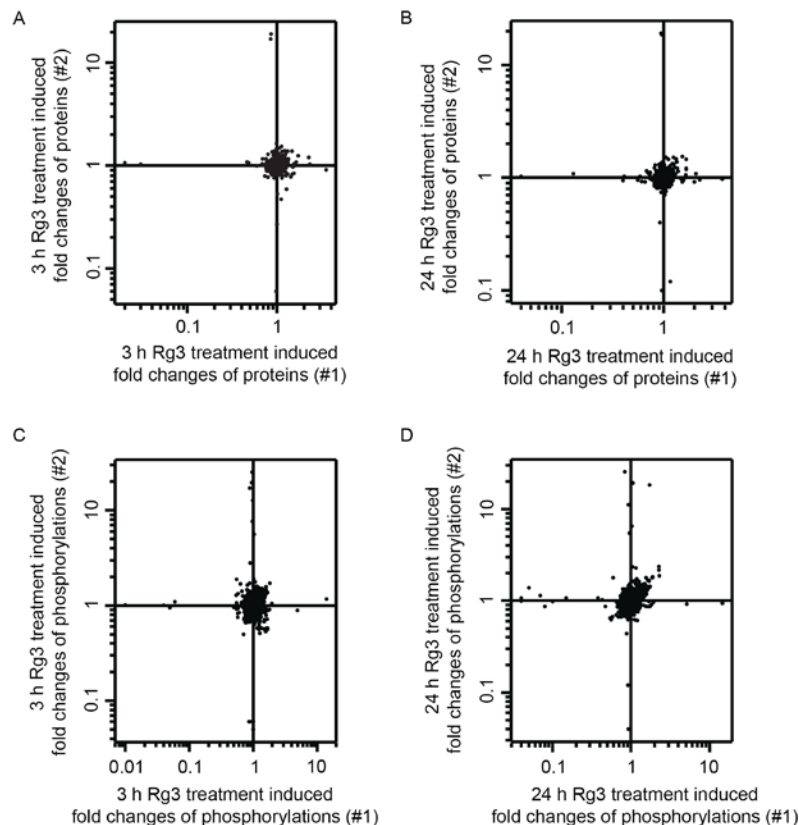 A
3 h Rg3 treatment induced
fold changes of proteins (#2)
10
1
0.1
0.1
1
3 h Rg3 treatment induced
fold changes of proteins (#1)
B
24 h Rg3 treatment induced
fold changes of proteins (#2)
10
1
0.1
0.1
1
24 h Rg3 treatment induced
fold changes of proteins (#1)
C
3 h Rg3 treatment induced
fold changes of phosphorylations (#2)
10
1
0.1
0.01
0.1
1
10
3 h Rg3 treatment induced
fold changes of phosphorylations (#1)
D
24 h Rg3 treatment induced
fold changes of phosphorylations (#2)
10
1
0.1
0.1
1
10
24 h Rg3 treatment induced
fold changes of phosphorylations (#1)